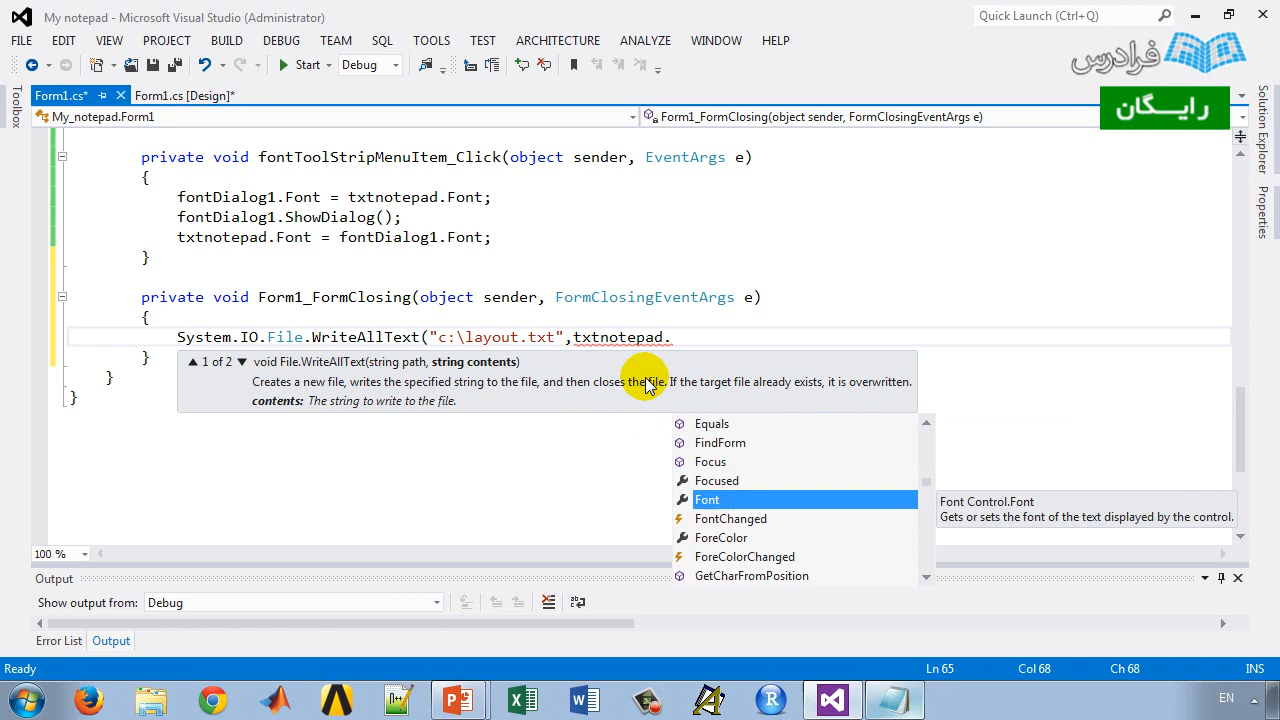 My notepad - Microsoft Visual Studio (Administrator)
Quick Launch (Ctrl+Q)
FILE EDIT VIEW PROJECT BUILD DEBUG TEAM SQL TOOLS TEST ARCHITECTURE ANALYZE WINDOW HELP
فرادرس
Start Debug
Form1.cs* Form1.cs [Design]*
رایگان
Toolbox
Solution Explorer
Properties
My_notepad.Form1 Form1_FormClosing(object sender, FormClosingEventArgs e)
private void fontToolStripMenuItem_Click(object sender, EventArgs e)
{
fontDialog1.Font = txtnotepad.Font;
fontDialog1.ShowDialog();
txtnotepad.Font = fontDialog1.Font;
}
private void Form1_FormClosing(object sender, FormClosingEventArgs e)
{
System.IO.File.WriteAllText("c:\layout.txt",txtnotepad.
}
1 of 2 void File.WriteAllText(string path, string contents)
Creates a new file, writes the specified string to the file, and then closes the file. If the target file already exists, it is overwritten.
contents: The string to write to the file.
}
}
Equals
FindForm
Focus
Focused
Font
FontChanged
ForeColor
ForeColorChanged
GetCharFromPosition
Font Control.Font
Gets or sets the font of the text displayed by the control.
100 %
Output
Show output from: Debug
Error List Output
Ready Ln 65 Col 68 Ch 68 INS
EN